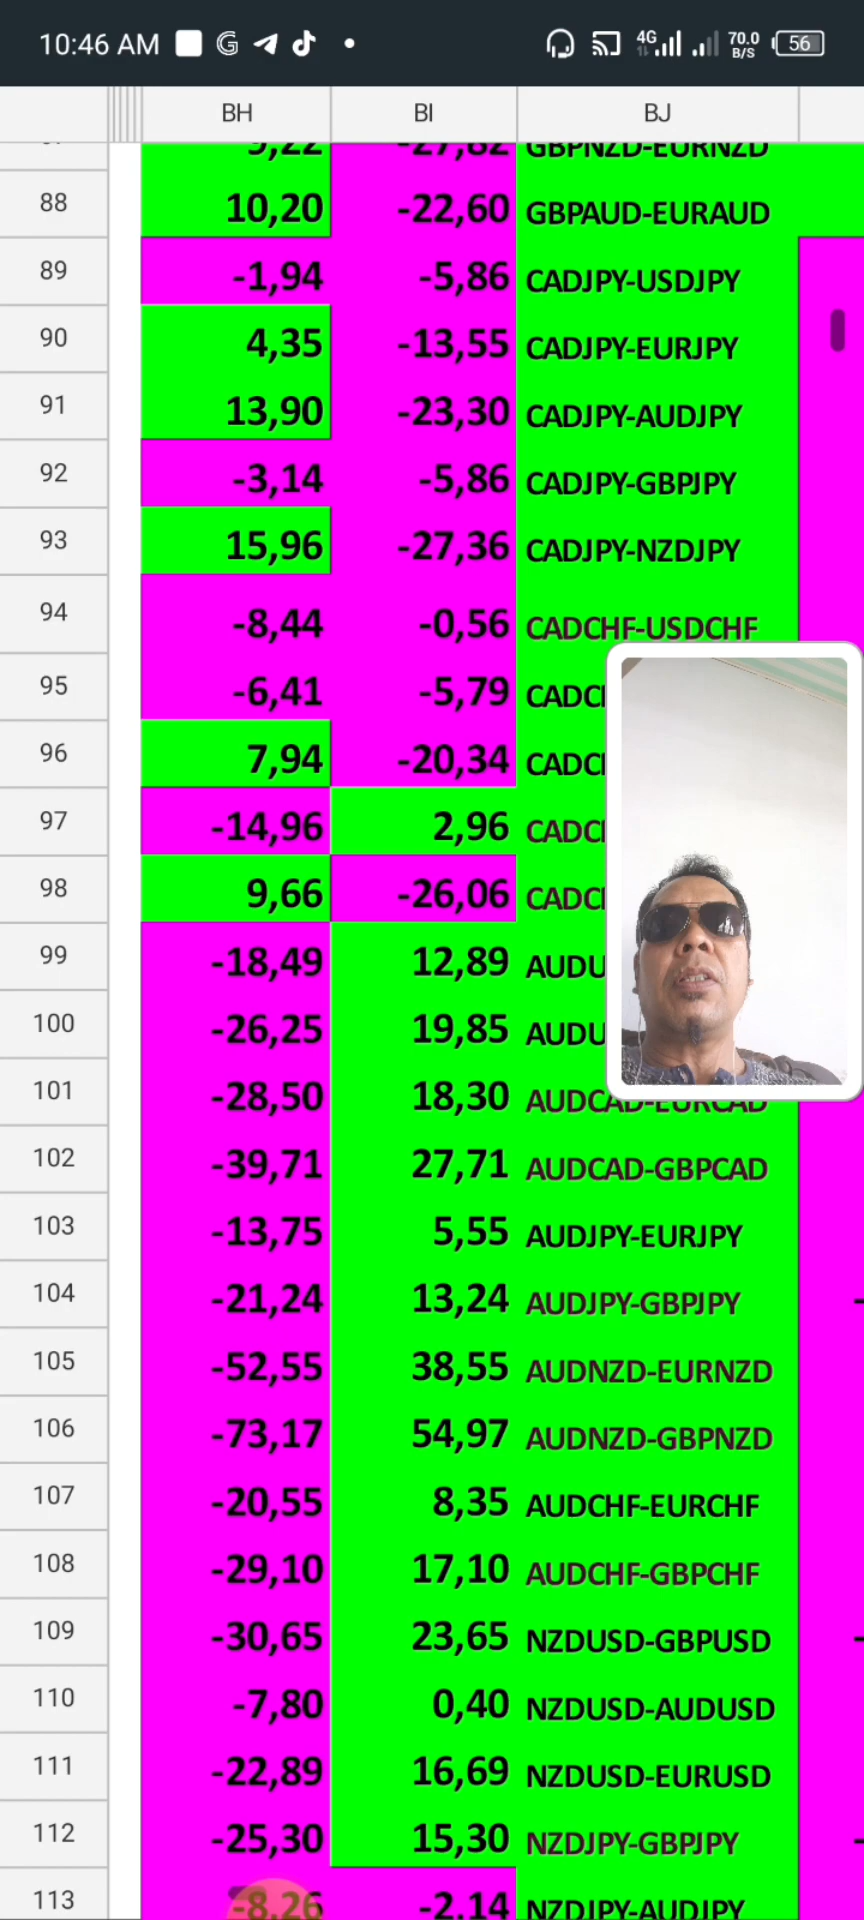 10:46 AM 4G 70.0 B/S 56
BH BI BJ
88 10,20 -22,60 GBPAUD-EURAUD
89 -1,94 -5,86 CADJPY-USDJPY
90 4,35 -13,55 CADJPY-EURJPY
91 13,90 -23,30 CADJPY-AUDJPY
92 -3,14 -5,86 CADJPY-GBPJPY
93 15,96 -27,36 CADJPY-NZDJPY
94 -8,44 -0,56 CADCHF-USDCHF
95 -6,41 -5,79
96 7,94 -20,34
97 -14,96 2,96
98 9,66 -26,06
99 -18,49 12,89
100 -26,25 19,85
101 -28,50 18,30 AUDCAD-EURCAD
102 -39,71 27,71 AUDCAD-GBPCAD
103 -13,75 5,55 AUDJPY-EURJPY
104 -21,24 13,24 AUDJPY-GBPJPY
105 -52,55 38,55 AUDNZD-EURNZD
106 -73,17 54,97 AUDNZD-GBPNZD
107 -20,55 8,35 AUDCHF-EURCHF
108 -29,10 17,10 AUDCHF-GBPCHF
109 -30,65 23,65 NZDUSD-GBPUSD
110 -7,80 0,40 NZDUSD-AUDUSD
111 -22,89 16,69 NZDUSD-EURUSD
112 -25,30 15,30 NZDJPY-GBPJPY
113 -8,26 -2,14 NZDJPY-AUDJPY